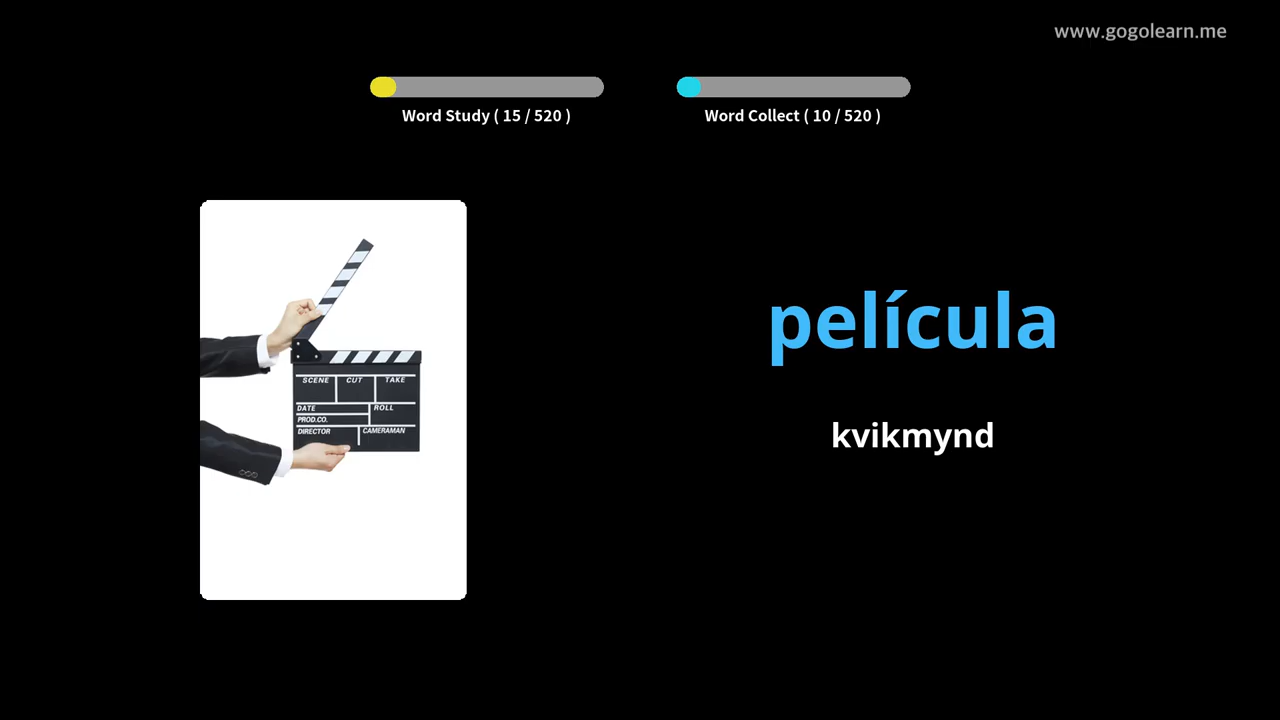 www.gogolearn.me
Word Study ( 15 / 520 )
Word Collect ( 10 / 520 )
SCENE CUT TAKE
DATE ROLL
PROD.CO.
DIRECTOR CAMERAMAN
película
kvikmynd